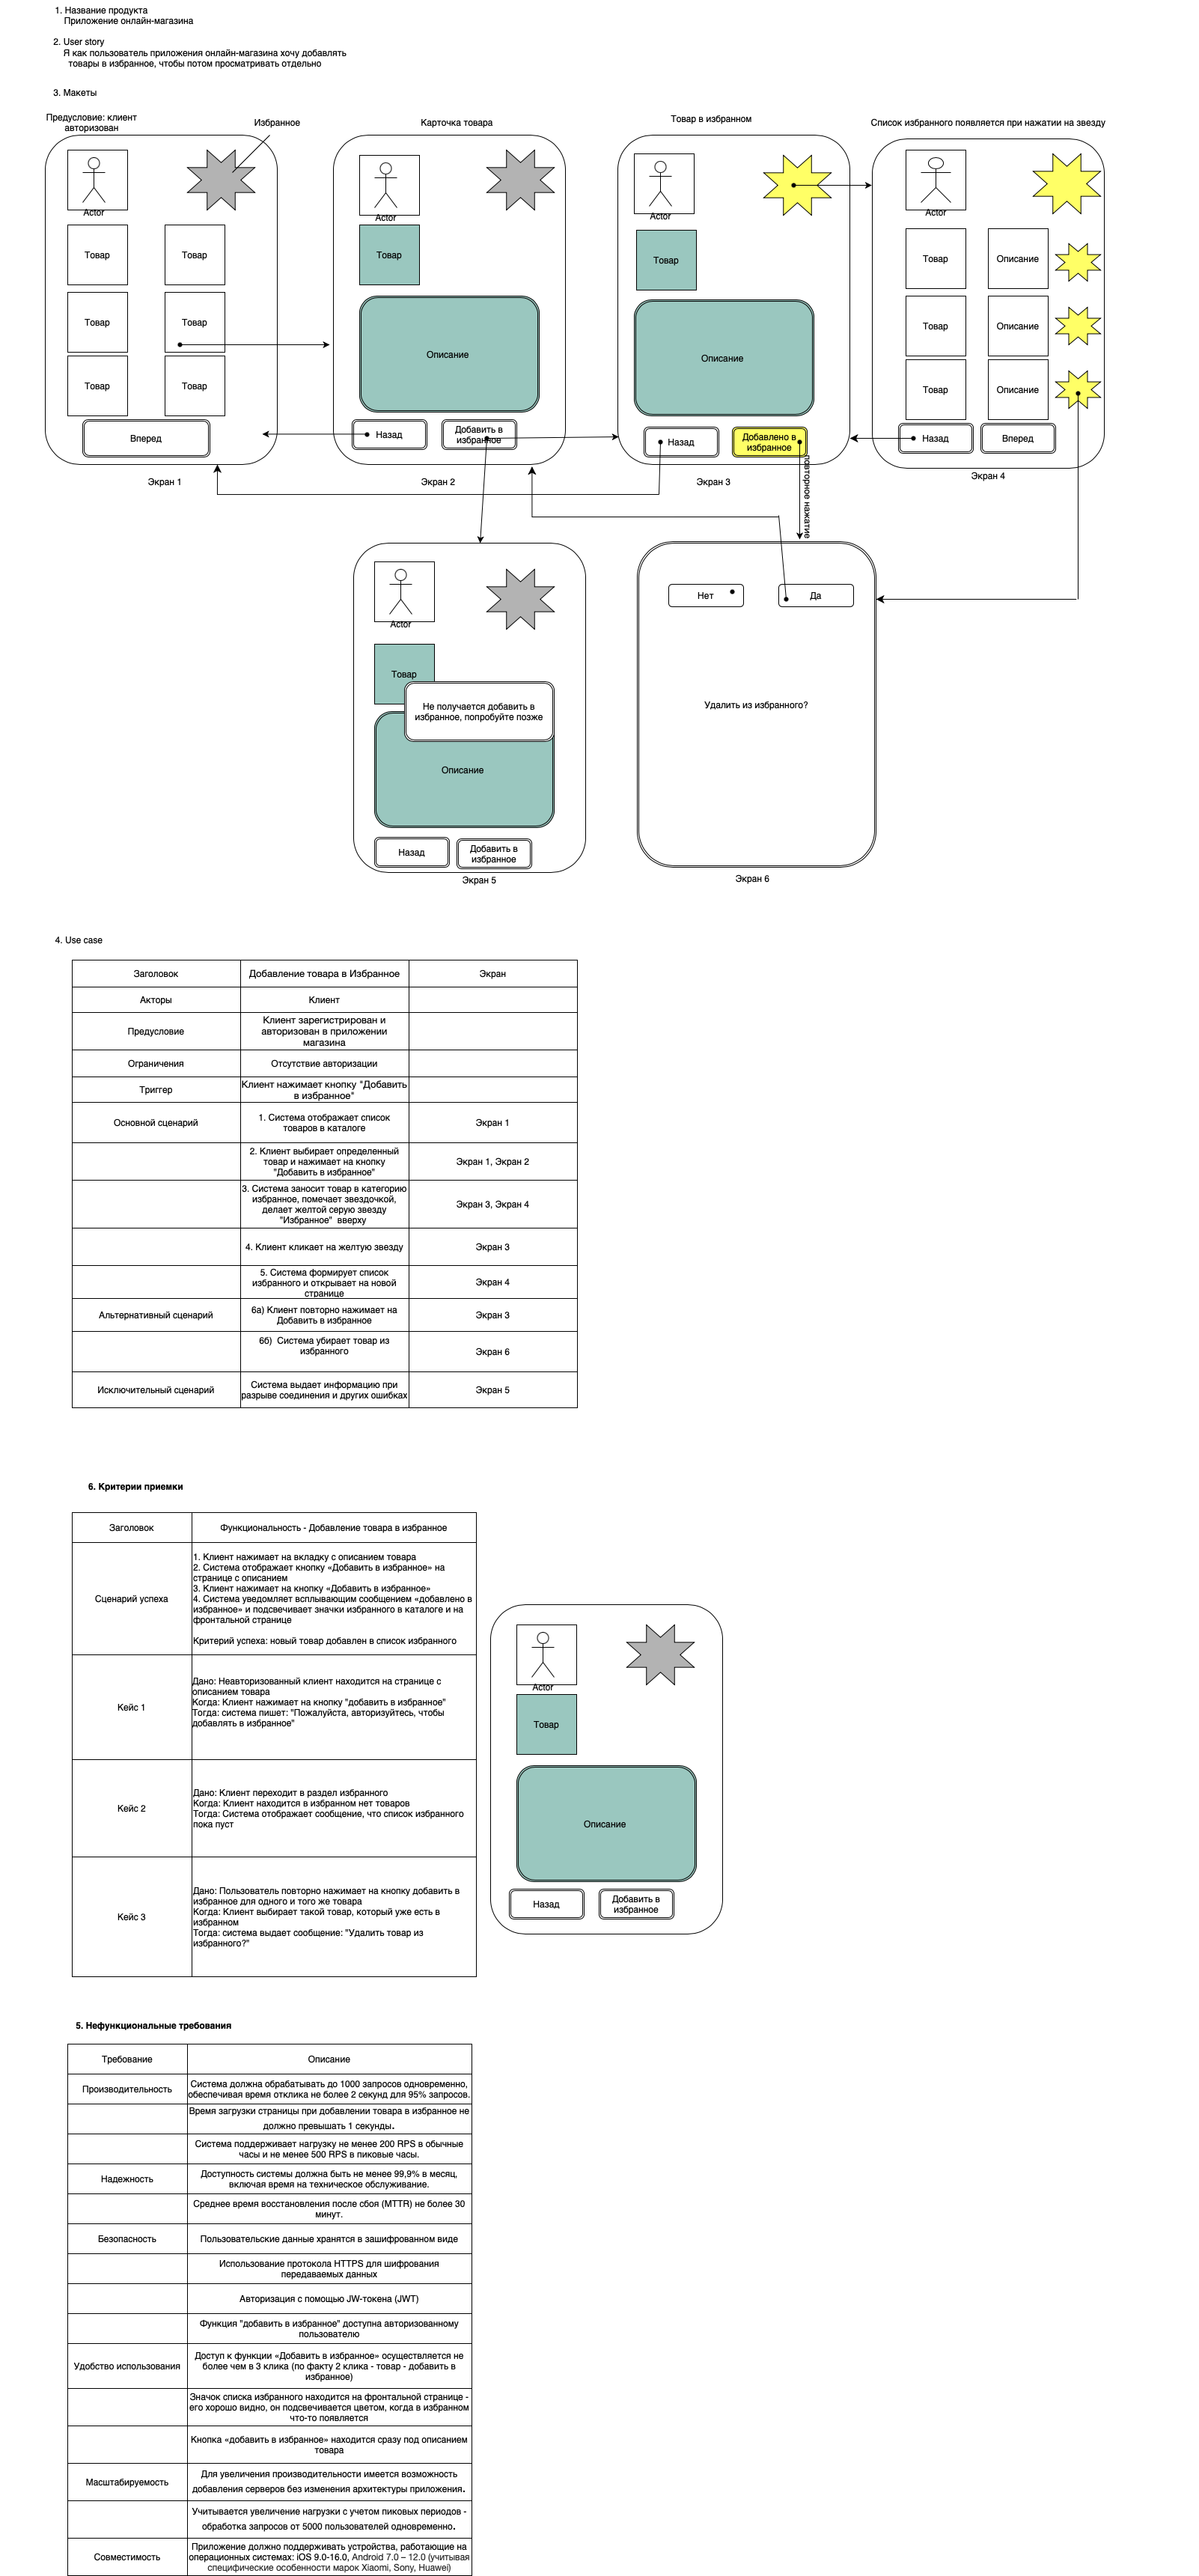 1. Название продукта
Приложение онлайн-магазина
2. User story
Я как пользователь приложения онлайн-магазина хочу добавлять
товары в избранное, чтобы потом просматривать отдельно
3. Макеты
Предусловие: клиент
авторизован
Избранное
Карточка товара
Товар в избранном
Список избранного появляется при нажатии на звезду
Actor
Товар
Товар
Товар
Товар
Товар
Товар
Вперед
Экран 1
Actor
Товар
Описание
Назад
Добавить в
избранное
Экран 2
Actor
Товар
Описание
Назад
Добавлено в
избранное
Экран 3
повторное нажатие
Actor
Товар
Описание
Товар
Описание
Товар
Описание
Назад
Вперед
Экран 4
Actor
Товар
Не получается добавить в
избранное, попробуйте позже
Описание
Назад
Добавить в
избранное
Экран 5
Нет
Да
Удалить из избранного?
Экран 6
4. Use case
Заголовок
Добавление товара в Избранное
Экран
Акторы
Клиент
Предусловие
Клиент зарегистрирован и
авторизован в приложении
магазина
Ограничения
Отсутствие авторизации
Триггер
Клиент нажимает кнопку "Добавить
в избранное"
Основной сценарий
1. Система отображает список
товаров в каталоге
Экран 1
2. Клиент выбирает определенный
товар и нажимает на кнопку
"Добавить в избранное"
Экран 1, Экран 2
3. Система заносит товар в категорию
избранное, помечает звездочкой,
делает желтой серую звезду
"Избранное" вверху
Экран 3, Экран 4
4. Клиент кликает на желтую звезду
Экран 3
5. Система формирует список
избранного и открывает на новой
странице
Экран 4
Альтернативный сценарий
6а) Клиент повторно нажимает на
Добавить в избранное
Экран 3
6б) Система убирает товар из
избранного
Экран 6
Исключительный сценарий
Система выдает информацию при
разрыве соединения и других ошибках
Экран 5
6. Критерии приемки
Заголовок
Функциональность - Добавление товара в избранное
Сценарий успеха
1. Клиент нажимает на вкладку с описанием товара
2. Система отображает кнопку «Добавить в избранное» на
странице с описанием
3. Клиент нажимает на кнопку «Добавить в избранное»
4. Система уведомляет всплывающим сообщением «добавлено в
избранное» и подсвечивает значки избранного в каталоге и на
фронтальной странице
Критерий успеха: новый товар добавлен в список избранного
Кейс 1
Дано: Неавторизованный клиент находится на странице с
описанием товара
Когда: Клиент нажимает на кнопку "добавить в избранное"
Тогда: система пишет: "Пожалуйста, авторизуйтесь, чтобы
добавлять в избранное"
Кейс 2
Дано: Клиент переходит в раздел избранного
Когда: Клиент находится в избранном нет товаров
Тогда: Система отображает сообщение, что список избранного
пока пуст
Кейс 3
Дано: Пользователь повторно нажимает на кнопку добавить в
избранное для одного и того же товара
Когда: Клиент выбирает такой товар, который уже есть в
избранном
Тогда: система выдает сообщение: "Удалить товар из
избранного?"
Actor
Товар
Описание
Назад
Добавить в
избранное
5. Нефункциональные требования
Требование
Описание
Производительность
Система должна обрабатывать до 1000 запросов одновременно,
обеспечивая время отклика не более 2 секунд для 95% запросов.
Время загрузки страницы при добавлении товара в избранное не
должно превышать 1 секунды.
Система поддерживает нагрузку не менее 200 RPS в обычные
часы и не менее 500 RPS в пиковые часы.
Надежность
Доступность системы должна быть не менее 99,9% в месяц,
включая время на техническое обслуживание.
Среднее время восстановления после сбоя (MTTR) не более 30
минут.
Безопасность
Пользовательские данные хранятся в зашифрованном виде
Использование протокола HTTPS для шифрования
передаваемых данных
Авторизация с помощью JW-токена (JWT)
Функция "добавить в избранное" доступна авторизованному
пользователю
Удобство использования
Доступ к функции «Добавить в избранное» осуществляется не
более чем в 3 клика (по факту 2 клика - товар - добавить в
избранное)
Значок списка избранного находится на фронтальной странице -
его хорошо видно, он подсвечивается цветом, когда в избранном
что-то появляется
Кнопка «добавить в избранное» находится сразу под описанием
товара
Масштабируемость
Для увеличения производительности имеется возможность
добавления серверов без изменения архитектуры приложения.
Учитывается увеличение нагрузки с учетом пиковых периодов -
обработка запросов от 5000 пользователей одновременно.
Совместимость
Приложение должно поддерживать устройства, работающие на
операционных системах: iOS 9.0-16.0, Android 7.0 – 12.0 (учитывая
специфические особенности марок Xiaomi, Sony, Huawei)